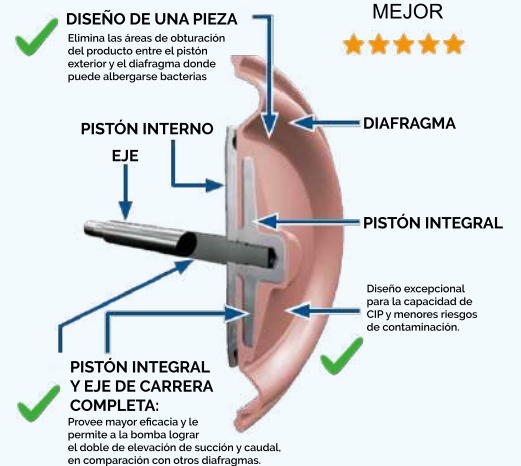 MEJOR
DISEÑO DE UNA PIEZA
Elimina las áreas de obturación
del producto entre el pistón
exterior y el diafragma donde
puede albergarse bacterias
PISTÓN INTERNO
DIAFRAGMA
EJE
PISTÓN INTEGRAL
Diseño excepcional
para la capacidad de
CIP y menores riesgos
de contaminación.
PISTÓN INTEGRAL
Y EJE DE CARRERA
COMPLETA:
Provee mayor eficacia y le
permite a la bomba lograr
el doble de elevación de succión y caudal,
en comparación con otros diafragmas.